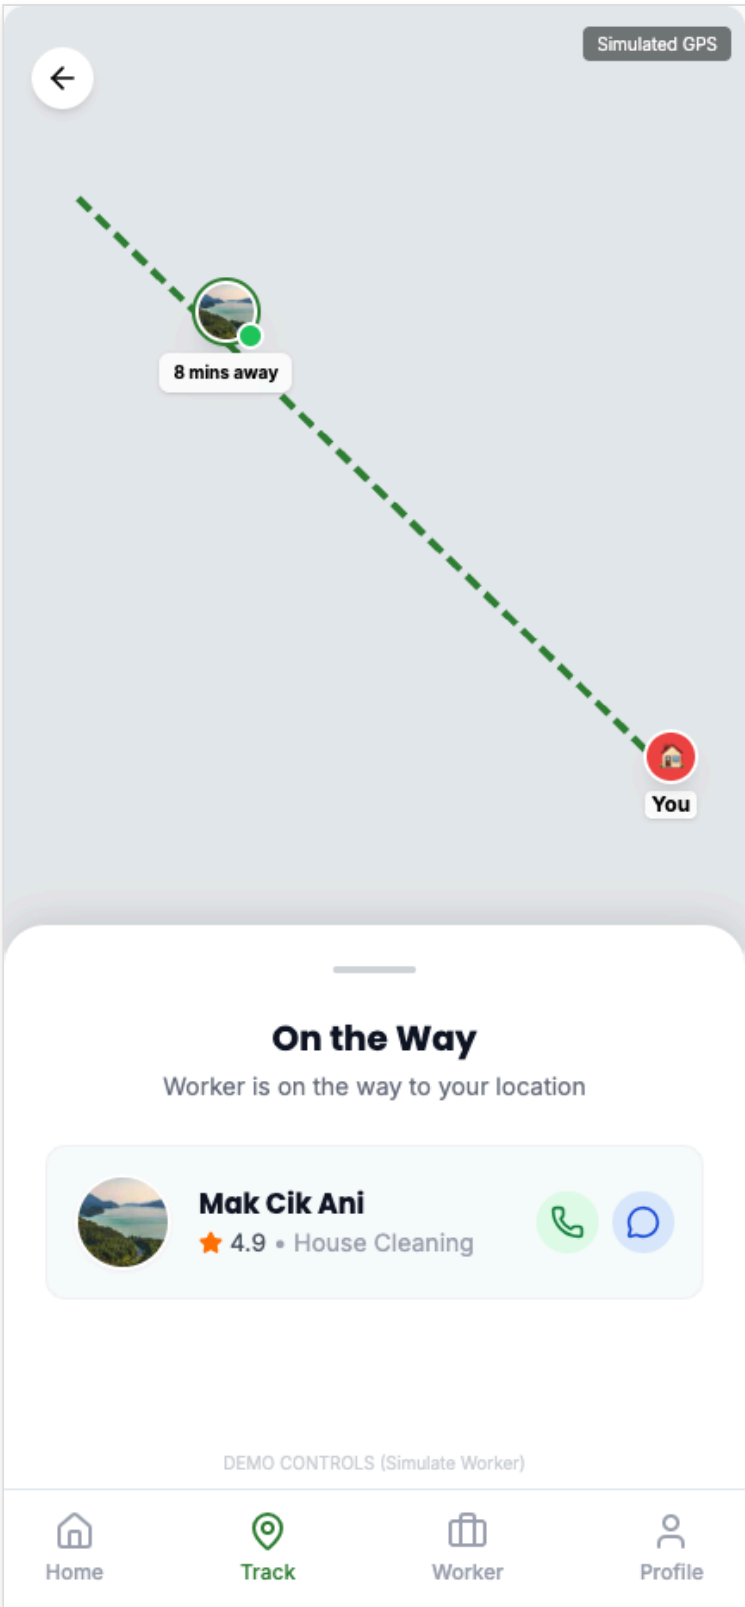 Simulated GPS
8 mins away
You
On the Way
Worker is on the way to your location
Mak Cik Ani
4.9 • House Cleaning
DEMO CONTROLS (Simulate Worker)
Home Track Worker Profile